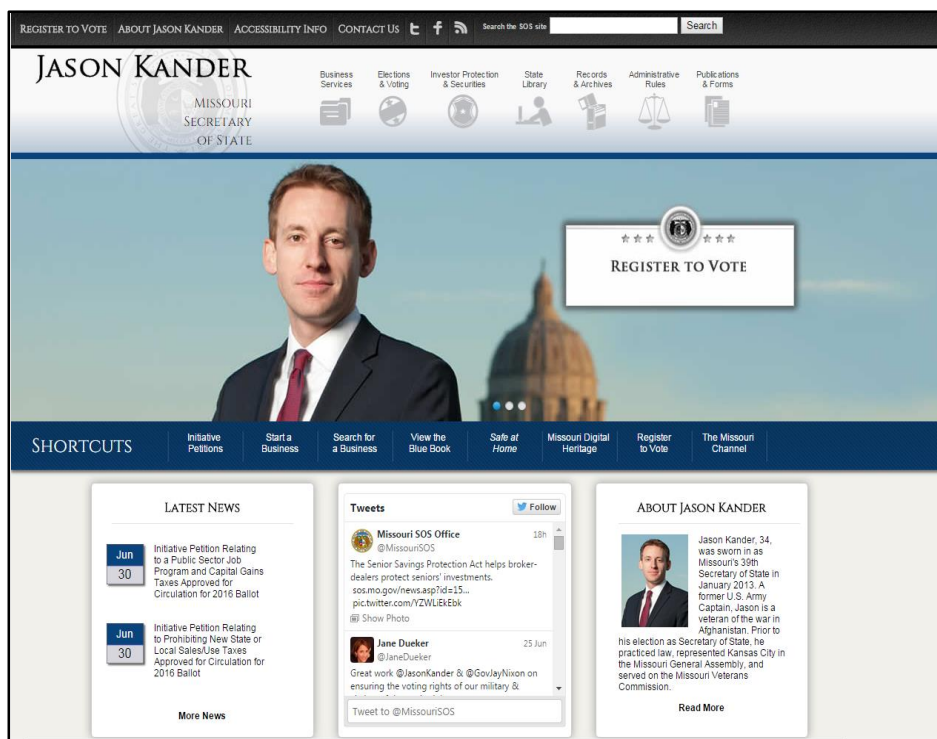 REGISTER TO VOTE ABOUT JASON KANDER ACCESSIBILITY INFO CONTACT US Search the SOS site Search
JASON KANDER
MISSOURI
SECRETARY
OF STATE
Business
Services
Elections
& Voting
Investor Protection
& Securities
State
Library
Records
& Archives
Administrative
Rules
Publications
& Forms
REGISTER TO VOTE
SHORTCUTS
Initiative
Petitions
Start a
Business
Search for
a Business
View the
Blue Book
Safe at
Home
Missouri Digital
Heritage
Register
to Vote
The Missouri
Channel
LATEST NEWS
Jun
30
Initiative Petition Relating
to a Public Sector Job
Program and Capital Gains
Taxes Approved for
Circulation for 2016 Ballot
Jun
30
Initiative Petition Relating
to Prohibiting New State or
Local Sales/Use Taxes
Approved for Circulation for
2016 Ballot
More News
Tweets Follow
Missouri SOS Office 18h
@MissouriSOS
The Senior Savings Protection Act helps broker-
dealers protect seniors' investments.
sos.mo.gov/news.asp?id=15...
pic.twitter.com/YZWLiEkEbk
Show Photo
Jane Dueker 25 Jun
@JaneDueker
Great work @JasonKander & @GovJayNixon on
ensuring the voting rights of our military &
Tweet to @MissouriSOS
ABOUT JASON KANDER
Jason Kander, 34,
was sworn in as
Missouri's 39th
Secretary of State in
January 2013. A
former U.S. Army
Captain, Jason is a
veteran of the war in
Afghanistan. Prior to
his election as Secretary of State, he
practiced law, represented Kansas City in
the Missouri General Assembly, and
served on the Missouri Veterans
Commission.
Read More